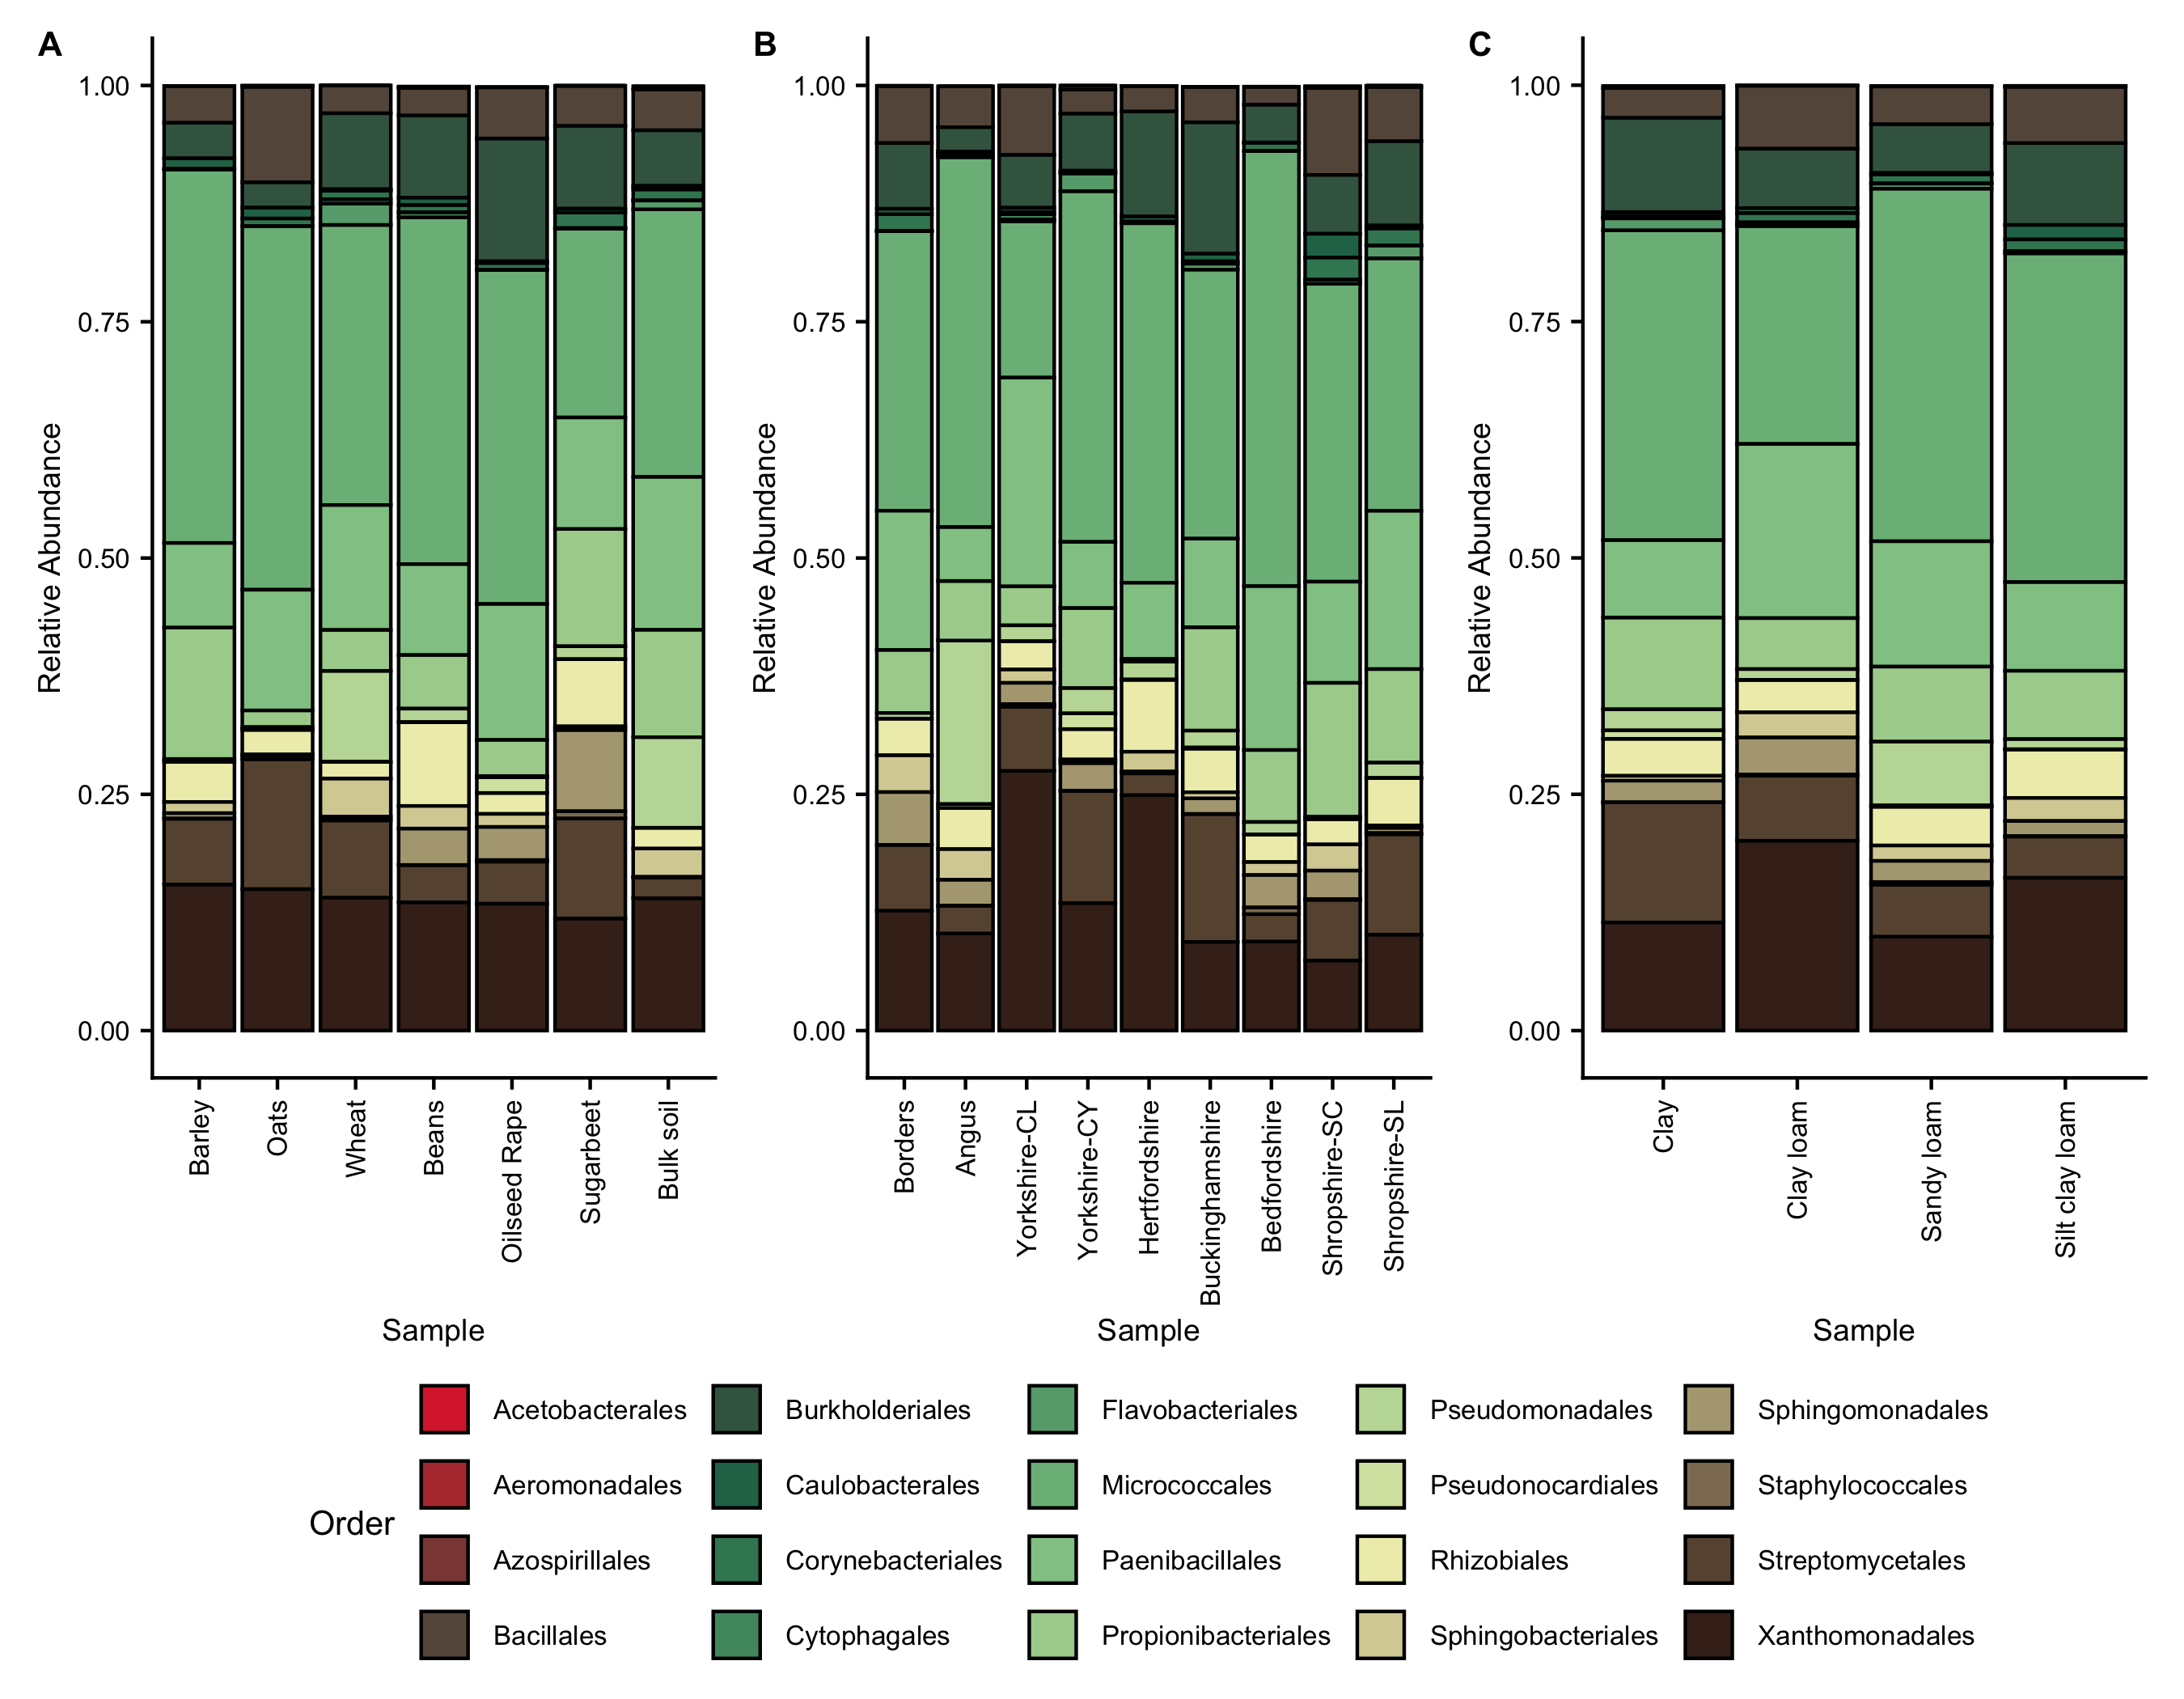 A
B
C
1.00
0.75
0.50
0.25
0.00
Relative Abundance
Barley
Oats
Wheat
Beans
Oilseed Rape
Sugarbeet
Bulk soil
Sample
1.00
0.75
0.50
0.25
0.00
Relative Abundance
Borders
Angus
Yorkshire-CL
Yorkshire-CY
Hertfordshire
Buckinghamshire
Bedfordshire
Shropshire-SC
Shropshire-SL
Sample
1.00
0.75
0.50
0.25
0.00
Relative Abundance
Clay
Clay loam
Sandy loam
Silt clay loam
Sample
Order
Acetobacterales
Aeromonadales
Azospirillales
Bacillales
Burkholderiales
Caulobacterales
Corynebacteriales
Cytophagales
Flavobacteriales
Micrococcales
Paenibacillales
Propionibacteriales
Pseudomonadales
Pseudonocardiales
Rhizobiales
Sphingobacteriales
Sphingomonadales
Staphylococcales
Streptomycetales
Xanthomonadales